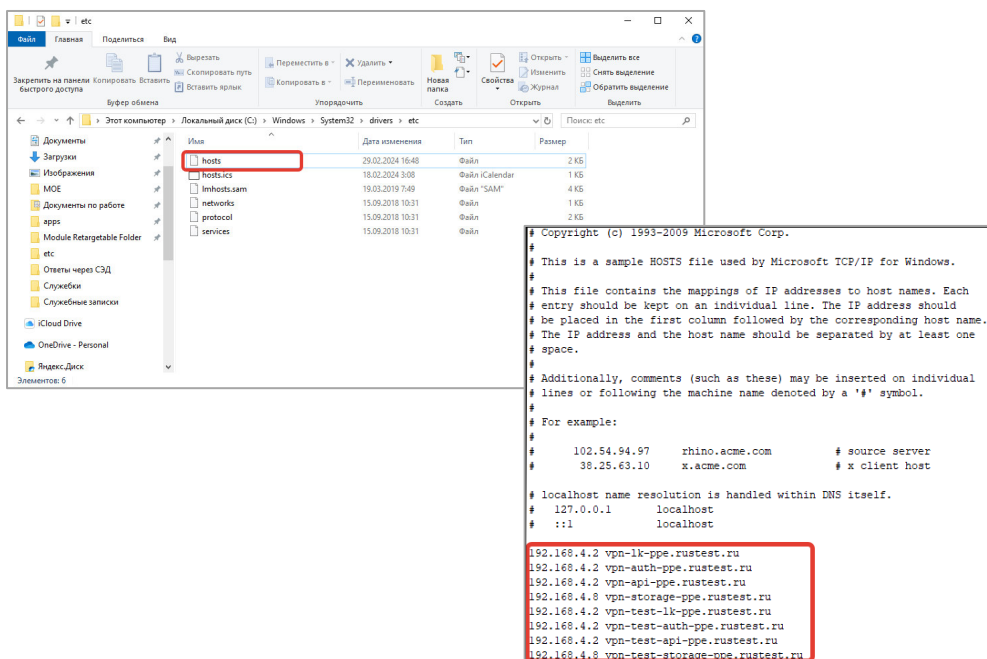 etc
Файл Главная Поделиться Вид
Закрепить на панели быстрого доступа
Копировать
Вставить
Вырезать
Скопировать путь
Вставить ярлык
Буфер обмена
Переместить в
Копировать в
Удалить
Переименовать
Упорядочить
Новая папка
Создать
Свойства
Открыть
Изменить
Журнал
Открыть
Выделить все
Снять выделение
Обратить выделение
Выделить
Этот компьютер > Локальный диск (C:) > Windows > System32 > drivers > etc
Поиск: etc
Документы
Загрузки
Изображения
МОЕ
Документы по работе
apps
Module Retargetable Folder
etc
Ответы через СЭД
Служебки
Служебные записки
iCloud Drive
OneDrive - Personal
Яндекс.Диск
Элементов: 6
Имя Дата изменения Тип Размер
hosts 29.02.2024 16:48 Файл 2 КБ
hosts.ics 18.02.2024 3:08 Файл iCalendar 1 КБ
lmhosts.sam 19.03.2019 7:49 Файл "SAM" 4 КБ
networks 15.09.2018 10:31 Файл 1 КБ
protocol 15.09.2018 10:31 Файл 2 КБ
services 15.09.2018 10:31 Файл
# Copyright (c) 1993-2009 Microsoft Corp.
#
# This is a sample HOSTS file used by Microsoft TCP/IP for Windows.
#
# This file contains the mappings of IP addresses to host names. Each
# entry should be kept on an individual line. The IP address should
# be placed in the first column followed by the corresponding host name.
# The IP address and the host name should be separated by at least one
# space.
#
# Additionally, comments (such as these) may be inserted on individual
# lines or following the machine name denoted by a '#' symbol.
#
# For example:
#
# 102.54.94.97 rhino.acme.com # source server
# 38.25.63.10 x.acme.com # x client host

# localhost name resolution is handled within DNS itself.
# 127.0.0.1 localhost
# ::1 localhost

192.168.4.2 vpn-lk-ppe.rustest.ru
192.168.4.2 vpn-auth-ppe.rustest.ru
192.168.4.2 vpn-api-ppe.rustest.ru
192.168.4.8 vpn-storage-ppe.rustest.ru
192.168.4.2 vpn-test-lk-ppe.rustest.ru
192.168.4.2 vpn-test-auth-ppe.rustest.ru
192.168.4.2 vpn-test-api-ppe.rustest.ru
192.168.4.8 vpn-test-storage-ppe.rustest.ru